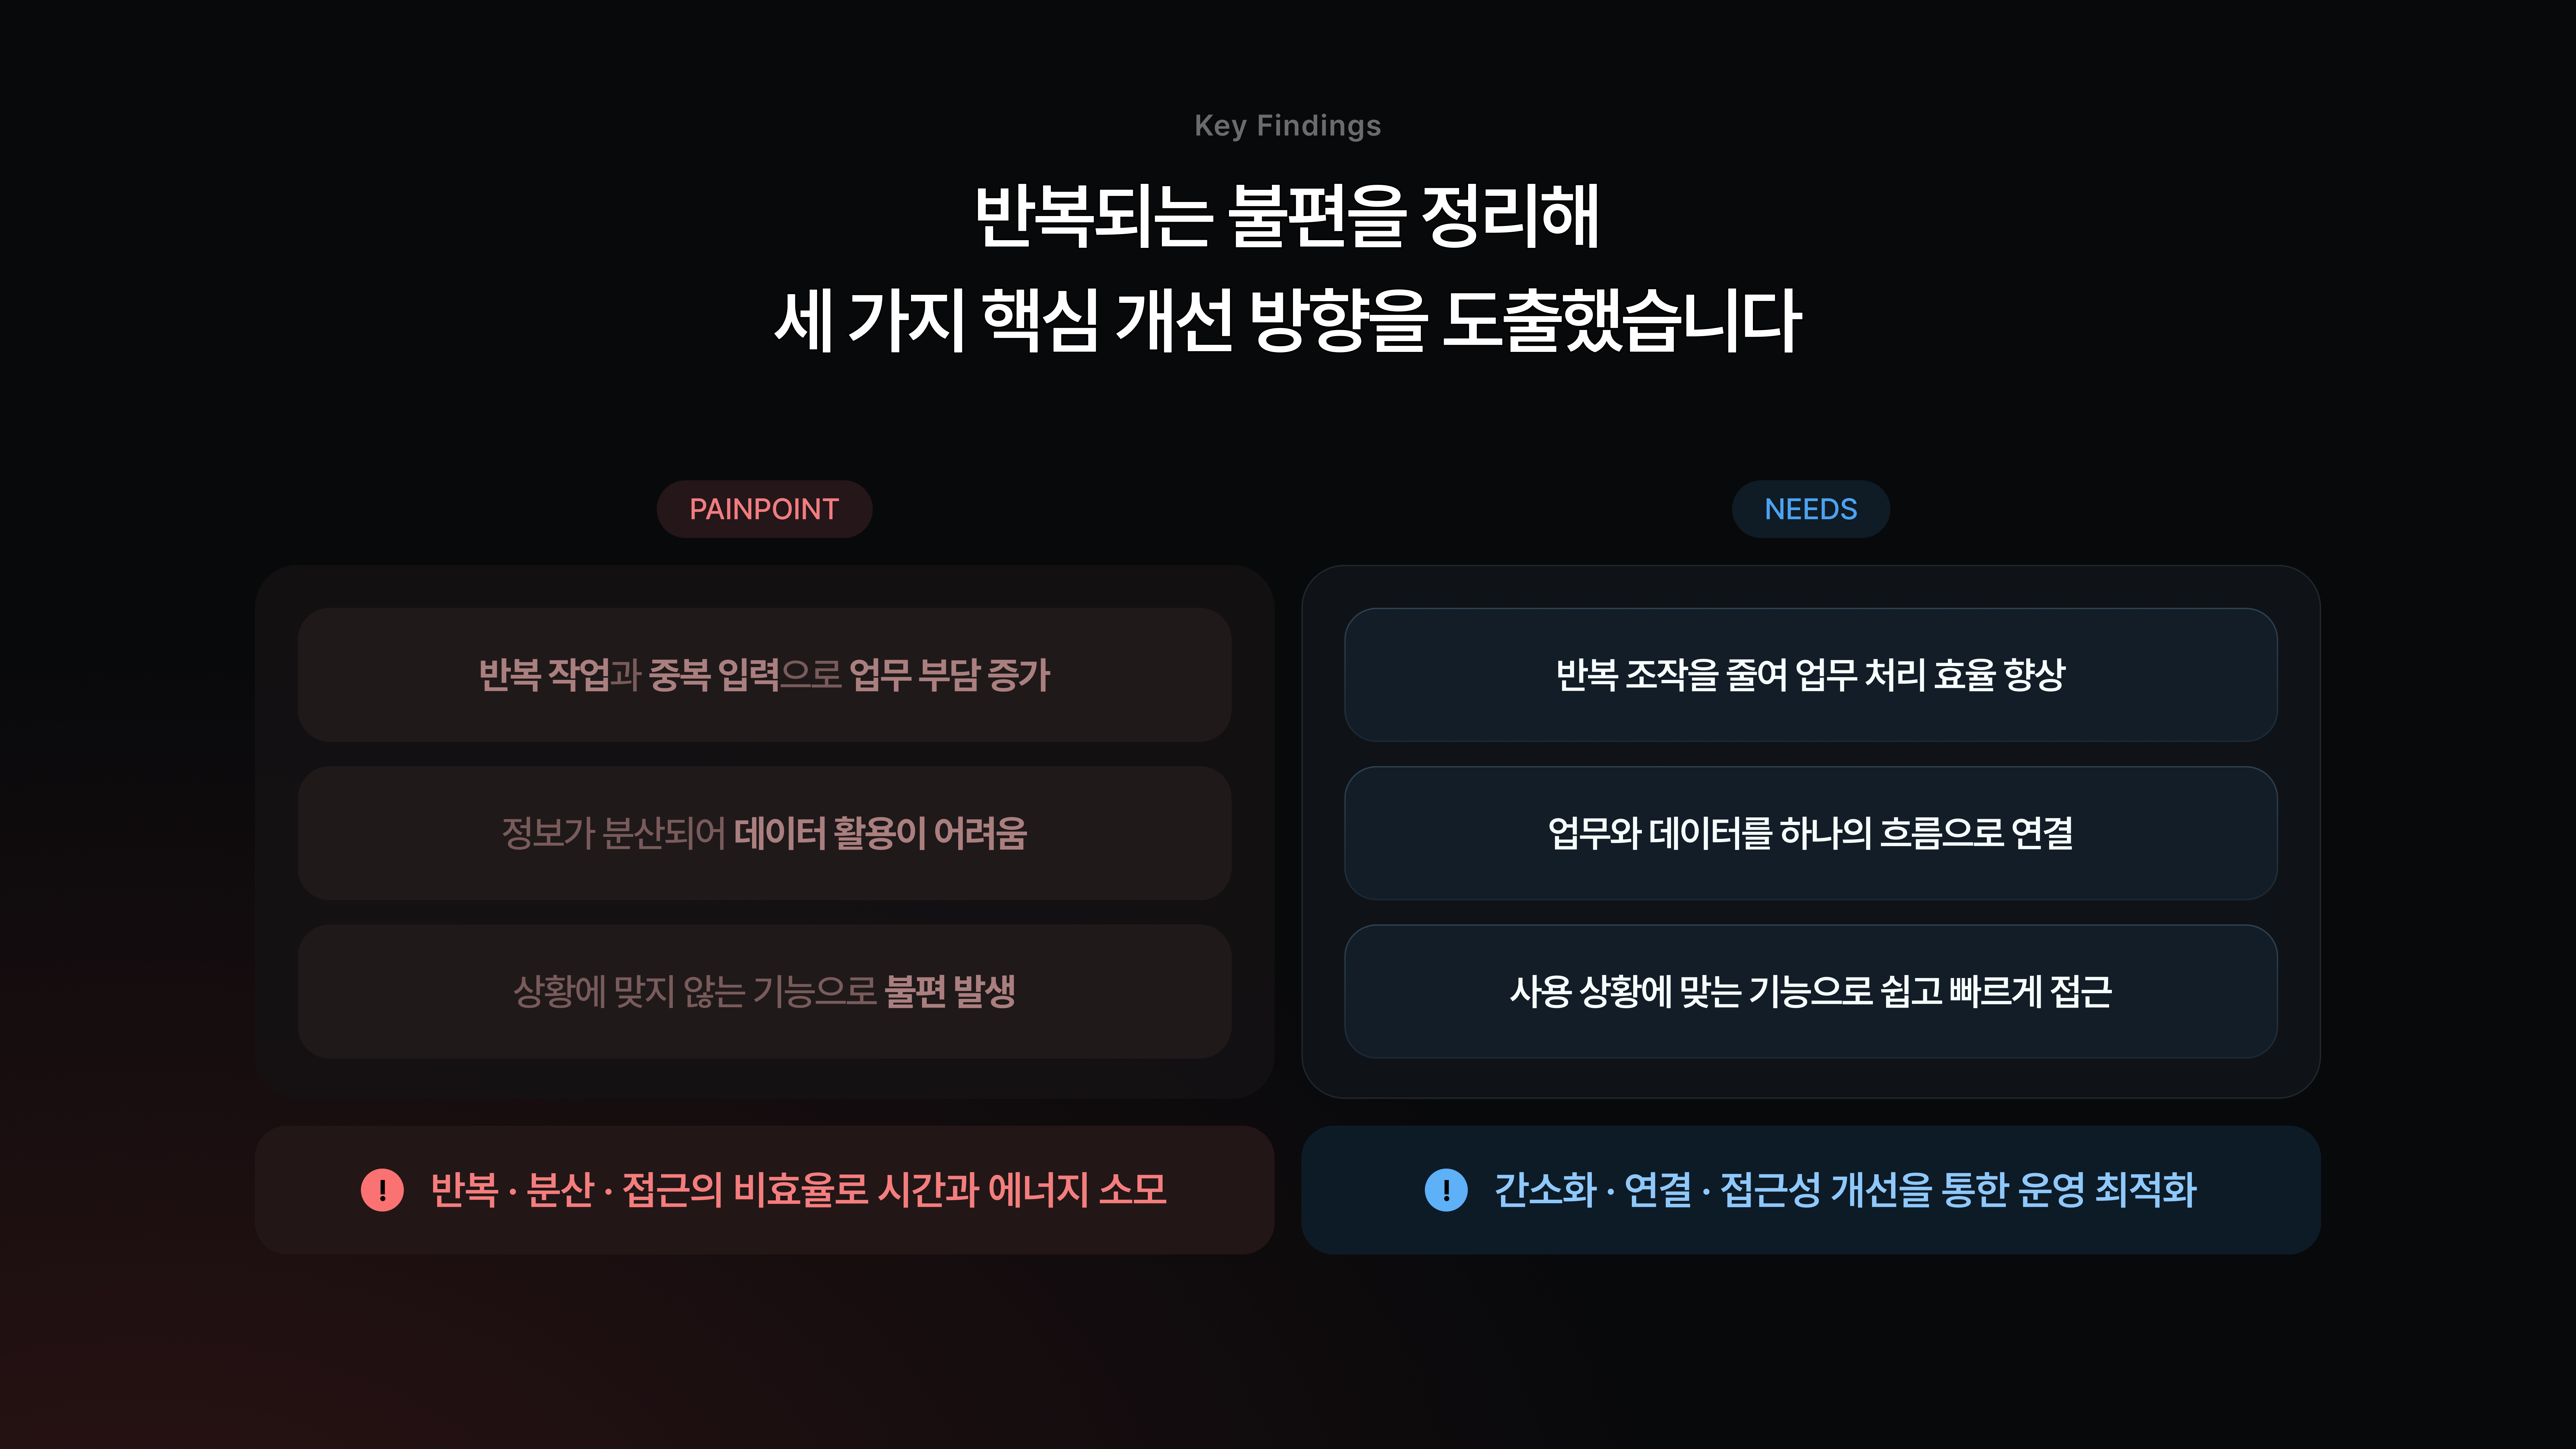 Key Findings
반복되는 불편을 정리해
세 가지 핵심 개선 방향을 도출했습니다
PAINPOINT
반복 작업과 중복 입력으로 업무 부담 증가
정보가 분산되어 데이터 활용이 어려움
상황에 맞지 않는 기능으로 불편 발생
! 반복 · 분산 · 접근의 비효율로 시간과 에너지 소모
NEEDS
반복 조작을 줄여 업무 처리 효율 향상
업무와 데이터를 하나의 흐름으로 연결
사용 상황에 맞는 기능으로 쉽고 빠르게 접근
! 간소화 · 연결 · 접근성 개선을 통한 운영 최적화